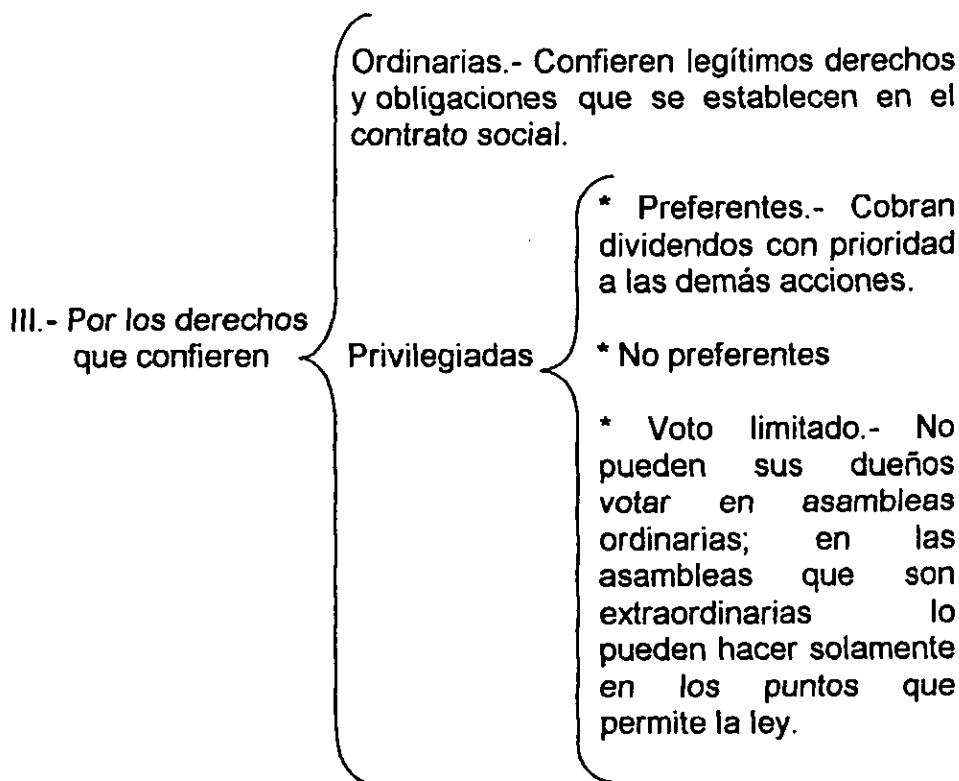 Ordinarias.- Confieren legítimos derechos
y obligaciones que se establecen en el
contrato social.
III.- Por los derechos
que confieren
Privilegiadas
* Preferentes.- Cobran
dividendos con prioridad
a las demás acciones.
* No preferentes
* Voto limitado.- No
pueden sus dueños
votar en asambleas
ordinarias; en las
asambleas que son
extraordinarias lo
pueden hacer solamente
en los puntos que
permite la ley.